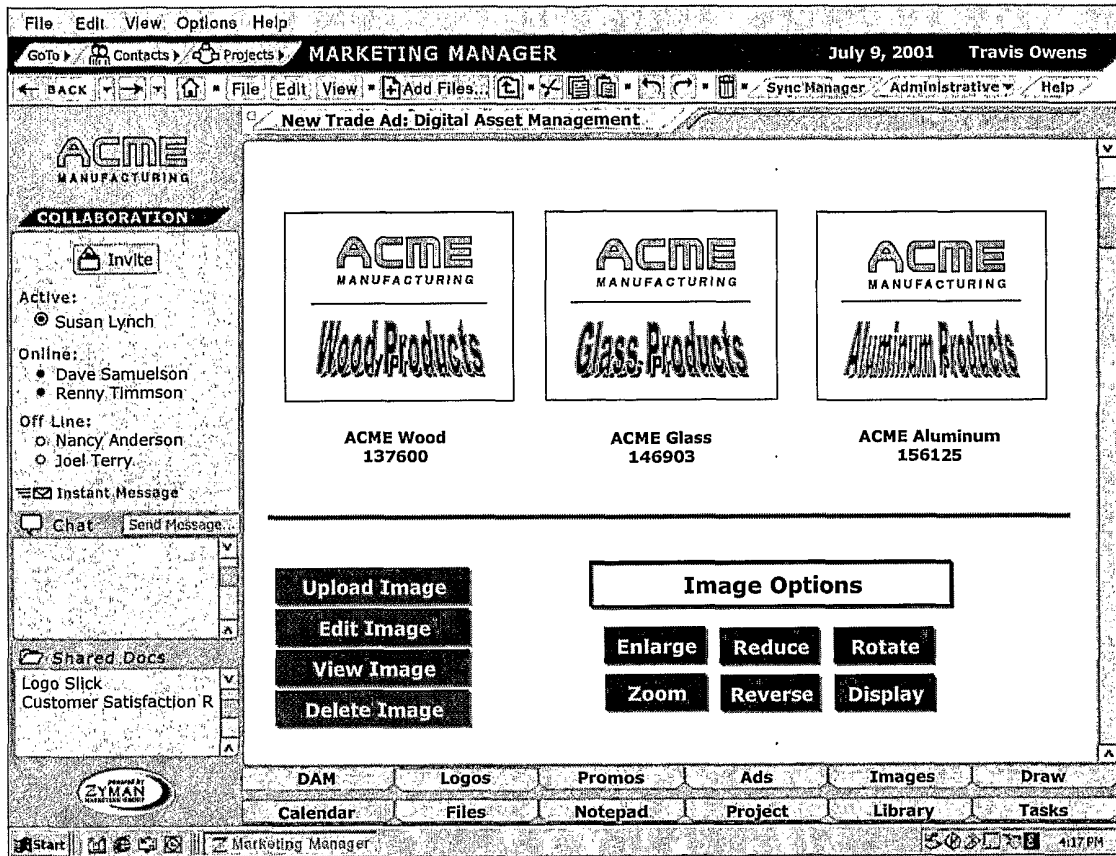 File Edit View Options Help
GoTo Contacts Projects MARKETING MANAGER July 9, 2001 Travis Owens
BACK File Edit View Add Files... Sync Manager Administrative Help
New Trade Ad: Digital Asset Management
ACME
MANUFACTURING
COLLABORATION
Invite
Active:
Susan Lynch
Online:
Dave Samuelson
Renny Timmson
Off Line:
Nancy Anderson
Joel Terry
Instant Message
Chat Send Message...
Shared Docs
Logo Slick
Customer Satisfaction R
POWERED BY
ZYMAN
MARKETING GROUP
ACME
MANUFACTURING
Wood Products
ACME Wood
137600
ACME
MANUFACTURING
Glass Products
ACME Glass
146903
ACME
MANUFACTURING
Aluminum Products
ACME Aluminum
156125
Upload Image
Edit Image
View Image
Delete Image
Image Options
Enlarge Reduce Rotate
Zoom Reverse Display
DAM Logos Promos Ads Images Draw
Calendar Files Notepad Project Library Tasks
Start Marketing Manager 4:17 PM